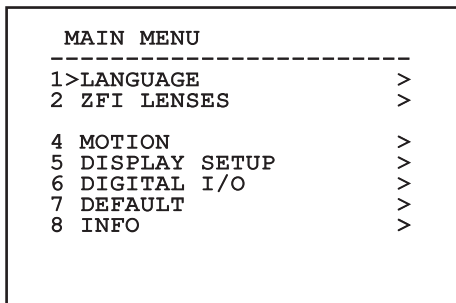 MAIN MENU
--------------------------
1>LANGUAGE >
2 ZFI LENSES >
4 MOTION >
5 DISPLAY SETUP >
6 DIGITAL I/O >
7 DEFAULT >
8 INFO >